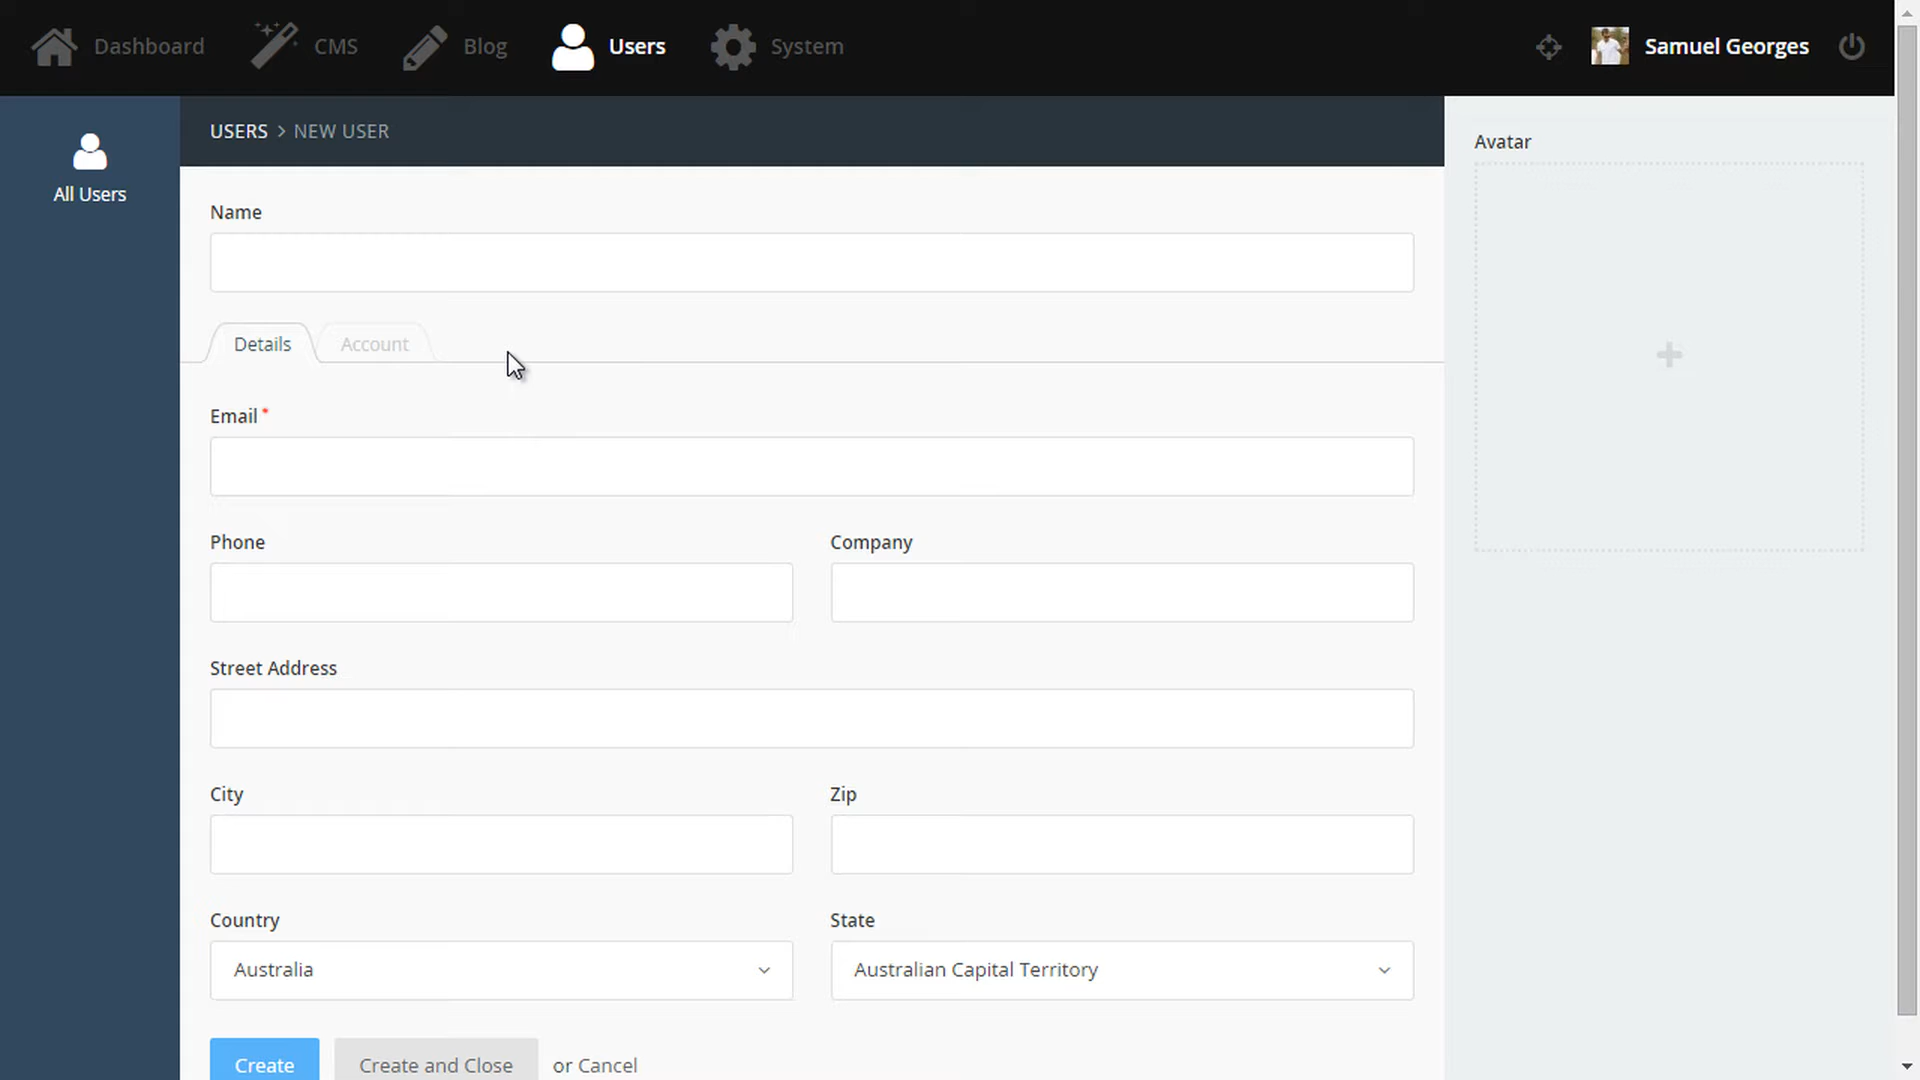 Dashboard CMS Blog Users System Samuel Georges
All Users
USERS > NEW USER
Avatar
Name
Details Account
Email *
Phone Company
Street Address
City Zip
Country State
Australia Australian Capital Territory
Create Create and Close or Cancel